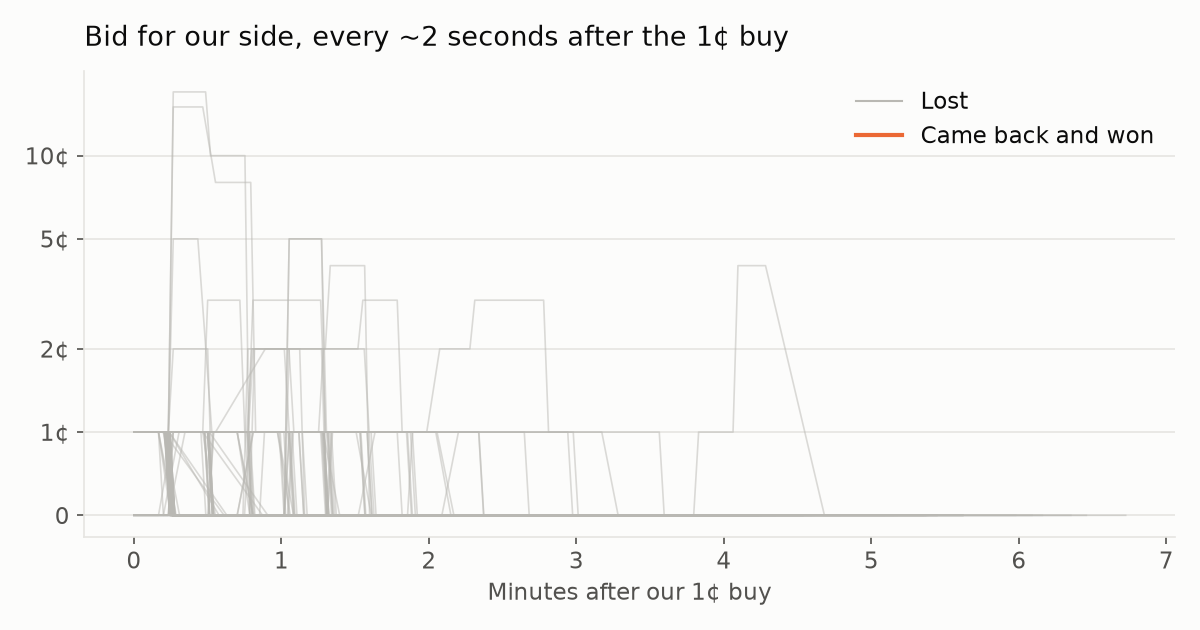 Bid for our side, every ~2 seconds after the 1¢ buy
Lost
Came back and won
10¢
5¢
2¢
1¢
0
0 1 2 3 4 5 6 7
Minutes after our 1¢ buy